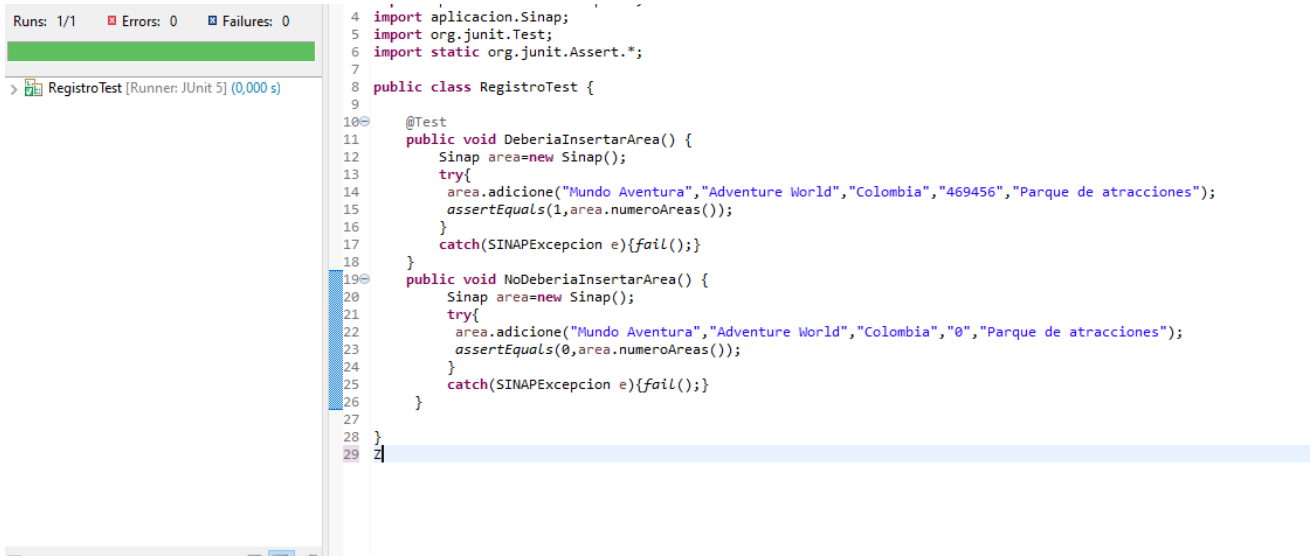 Runs: 1/1 Errors: 0 Failures: 0
RegistroTest [Runner: JUnit 5] (0,000 s)
4 import aplicacion.Sinap;
5 import org.junit.Test;
6 import static org.junit.Assert.*;
7
8 public class RegistroTest {
9
10 @Test
11 public void DeberiaInsertarArea() {
12 Sinap area=new Sinap();
13 try{
14 area.adicione("Mundo Aventura","Adventure World","Colombia","469456","Parque de atracciones");
15 assertEquals(1,area.numeroAreas());
16 }
17 catch(SINAPExcepcion e){fail();}
18 }
19 public void NoDeberiaInsertarArea() {
20 Sinap area=new Sinap();
21 try{
22 area.adicione("Mundo Aventura","Adventure World","Colombia","0","Parque de atracciones");
23 assertEquals(0,area.numeroAreas());
24 }
25 catch(SINAPExcepcion e){fail();}
26 }
27
28 }
29 Z